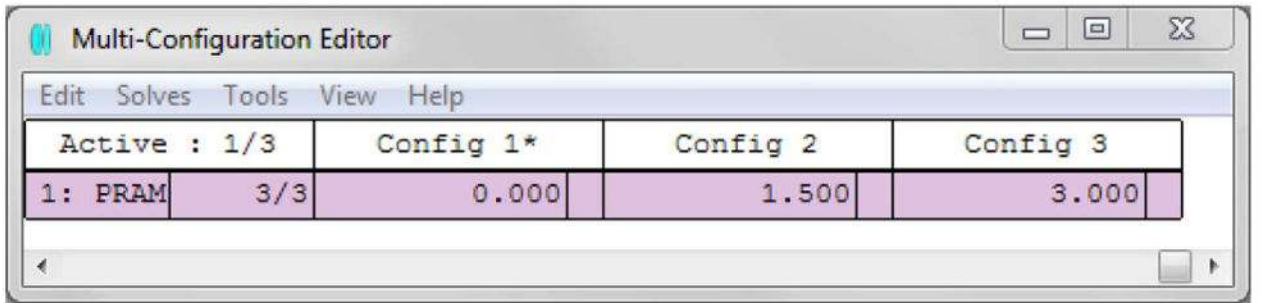 Multi-Configuration Editor
Edit Solves Tools View Help
Active : 1/3 Config 1* Config 2 Config 3
1: PRAM 3/3 0.000 1.500 3.000